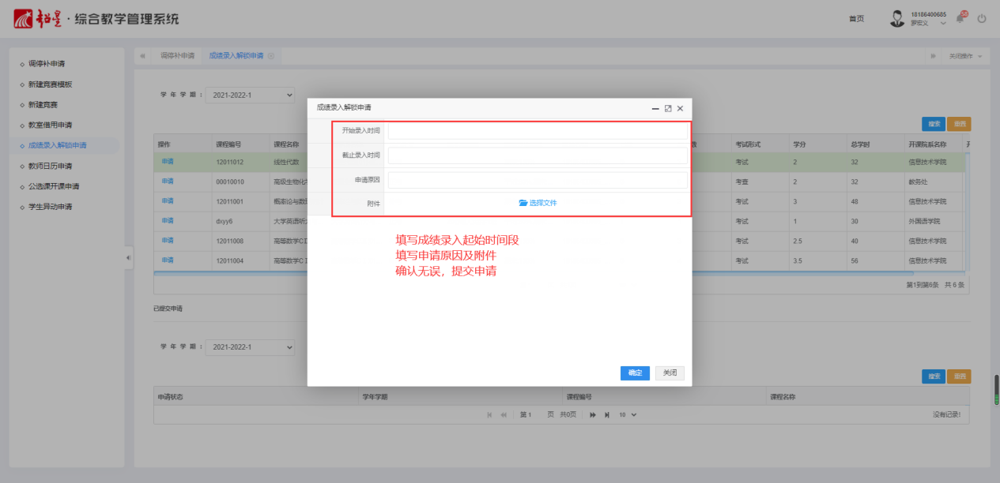 超星 · 综合教学管理系统
首页
18186400685
罗宏义
58
调停补申请
新建竞赛模板
新建竞赛
教室借用申请
成绩录入解锁申请
教师日历申请
公选课开课申请
学生异动申请
调停补申请 成绩录入解锁申请 关闭操作
学 年 学 期 : 2021-2022-1
搜索 重置
操作 课程编号 课程名称 考试形式 学分 总学时 开课院系名称
申请 12011012 线性代数 考试 2 32 信息技术学院
申请 00010010 高级生物化学 考查 2 32 教务处
申请 12011001 概率论与数理 考试 3 48 信息技术学院
申请 dxyy6 大学英语听 考试 1 30 外国语学院
申请 12011008 高等数学C 考试 2.5 40 信息技术学院
申请 12011004 高等数学C 考试 3.5 56 信息技术学院
第1到第6条 共 6 条
成绩录入解锁申请
开始录入时间
截止录入时间
申请原因
附件 选择文件
填写成绩录入起始时间段
填写申请原因及附件
确认无误，提交申请
确定 关闭
已提交申请
学 年 学 期 : 2021-2022-1
搜索 重置
申请状态 学年学期 课程编号 课程名称
第 1 页 共0页 10 没有记录!